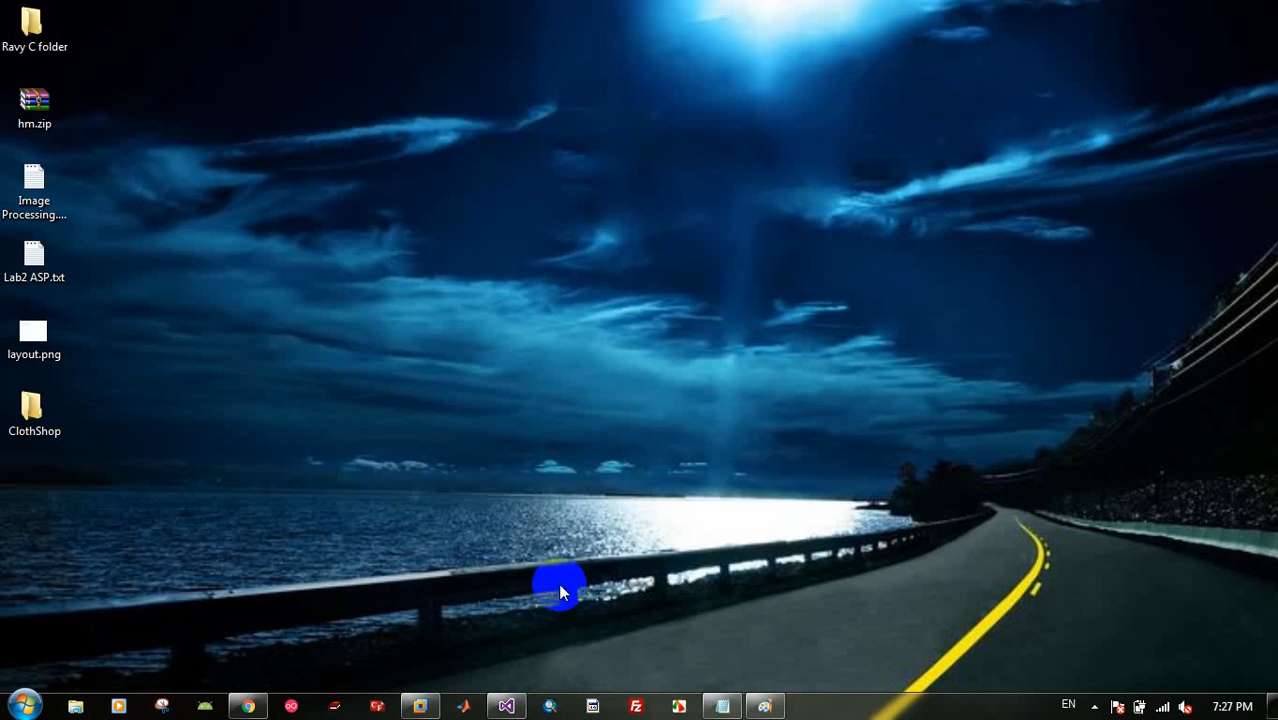 Ravy C folder
hm.zip
Image
Processing....
Lab2 ASP.txt
layout.png
ClothShop
EN
7:27 PM